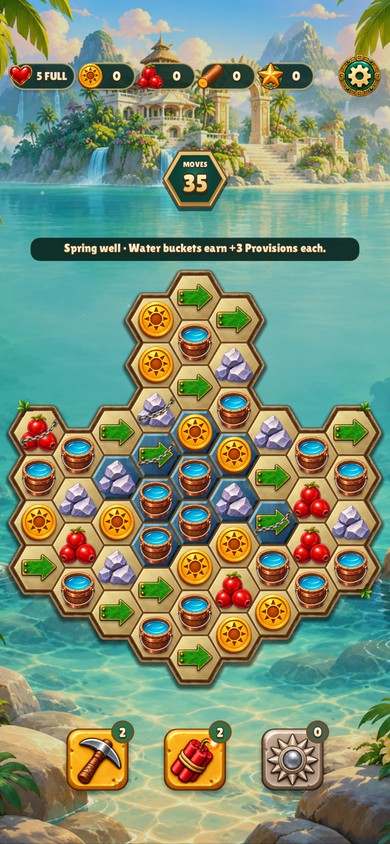 5 FULL 0 0 0 0
MOVES
35
Spring well · Water buckets earn +3 Provisions each.
2 2 0